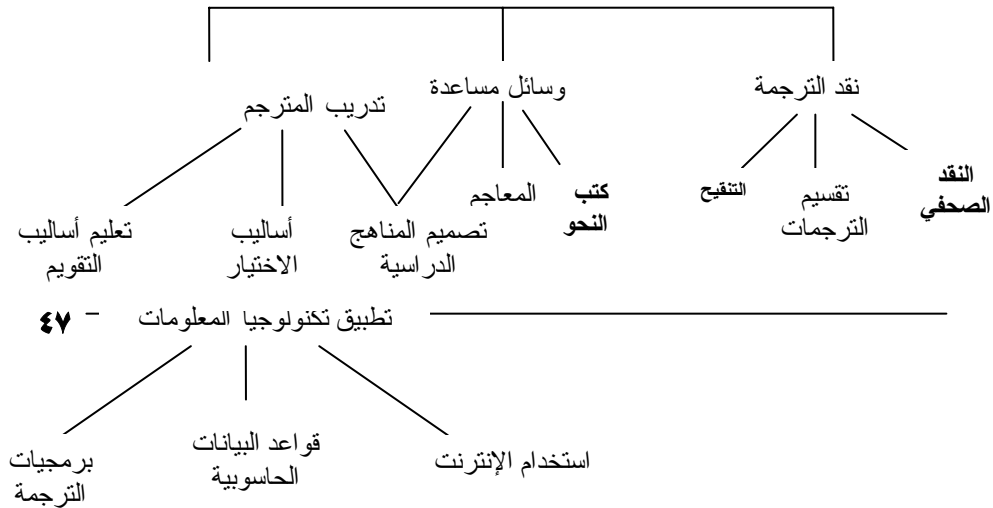 نقد الترجمة
وسائل مساعدة
تدريب المترجم
النقد
الصحفي
تقسيم
الترجمات
التنقيح
كتب
النحو
المعاجم
تصميم المناهج
الدراسية
أساليب
الاختيار
تعليم أساليب
التقويم
تطبيق تكنولوجيا المعلومات
٤٧
استخدام الإنترنت
قواعد البيانات
الحاسوبية
برمجيات
الترجمة